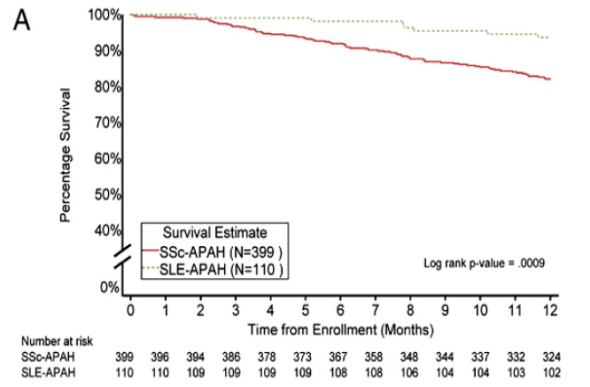 A
100%
90%
80%
70%
60%
50%
40%
0%
Percentage Survival
Survival Estimate
SSc-APAH (N=399 )
SLE-APAH (N=110 )
Log rank p-value = .0009
0 1 2 3 4 5 6 7 8 9 10 11 12
Time from Enrollment (Months)
Number at risk
SSc-APAH 399 396 394 386 378 373 367 358 348 344 337 332 324
SLE-APAH 110 110 109 109 109 109 108 108 106 104 104 103 102